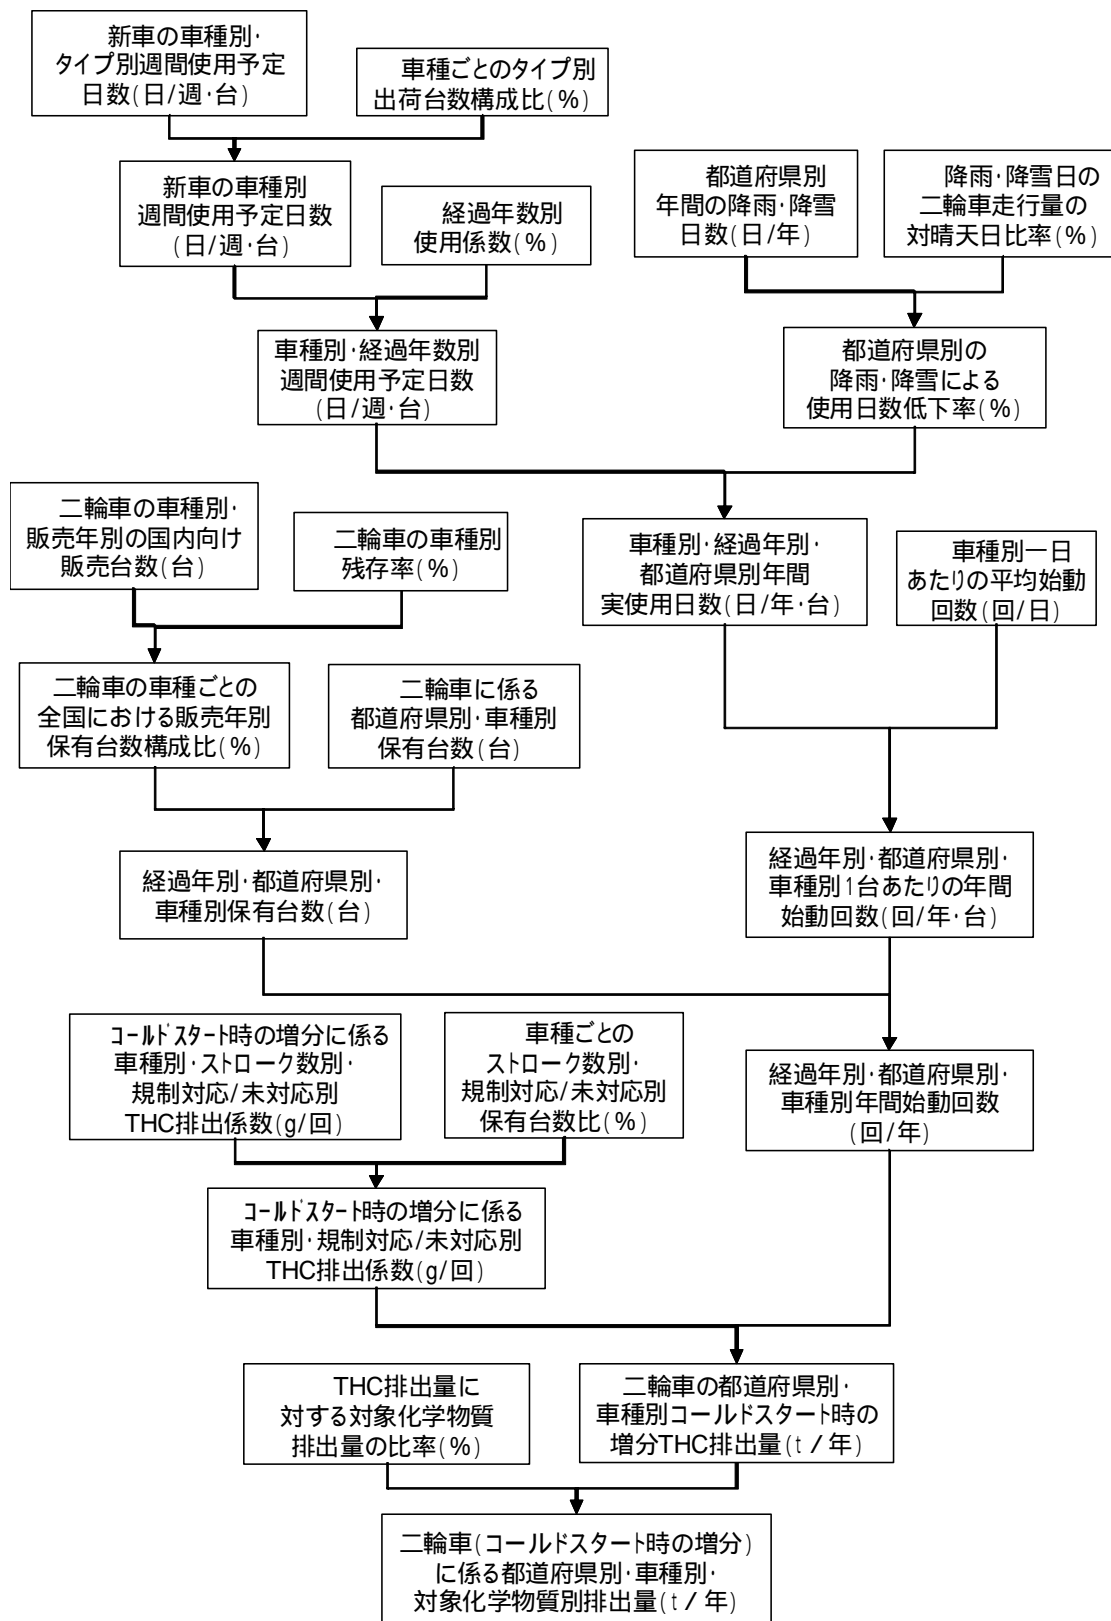 新車の車種別・
タイプ別週間使用予定
日数(日/週・台)
車種ごとのタイプ別
出荷台数構成比(%)
新車の車種別
週間使用予定日数
(日/週・台)
経過年数別
使用係数(%)
都道府県別
年間の降雨・降雪
日数(日/年)
降雨・降雪日の
二輪車走行量の
対晴天日比率(%)
車種別・経過年数別
週間使用予定日数
(日/週・台)
都道府県別の
降雨・降雪による
使用日数低下率(%)
二輪車の車種別・
販売年別の国内向け
販売台数(台)
二輪車の車種別
残存率(%)
車種別・経過年別・
都道府県別年間
実使用日数(日/年・台)
車種別一日
あたりの平均始動
回数(回/日)
二輪車の車種ごとの
全国における販売年別
保有台数構成比(%)
二輪車に係る
都道府県別・車種別
保有台数(台)
経過年別・都道府県別・
車種別保有台数(台)
経過年別・都道府県別・
車種別1台あたりの年間
始動回数(回/年・台)
コールドスタート時の増分に係る
車種別・ストローク数別・
規制対応/未対応別
THC排出係数(g/回)
車種ごとの
ストローク数別・
規制対応/未対応別
保有台数比(%)
経過年別・都道府県別・
車種別年間始動回数
(回/年)
コールドスタート時の増分に係る
車種別・規制対応/未対応別
THC排出係数(g/回)
THC排出量に
対する対象化学物質
排出量の比率(%)
二輪車の都道府県別・
車種別コールドスタート時の
増分THC排出量(t/年)
二輪車(コールドスタート時の増分)
に係る都道府県別・車種別・
対象化学物質別排出量(t/年)